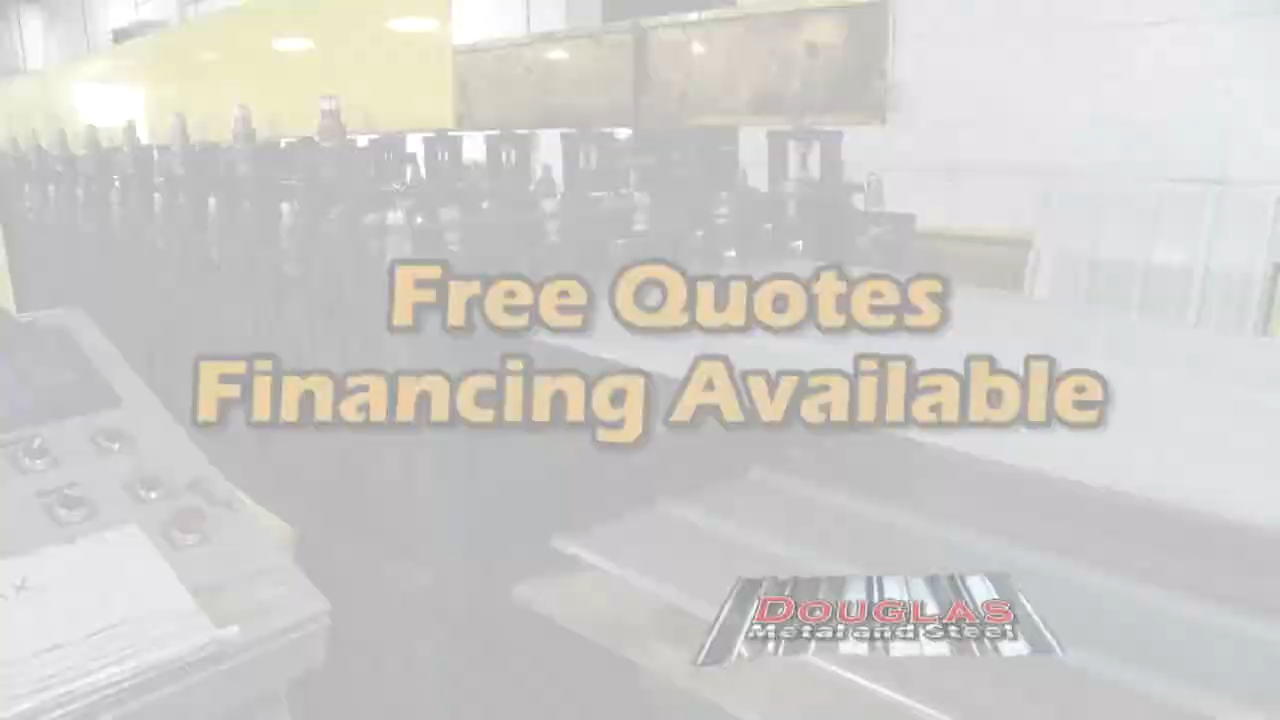 Free Quotes
Financing Available
DOUGLAS
Metal and Steel